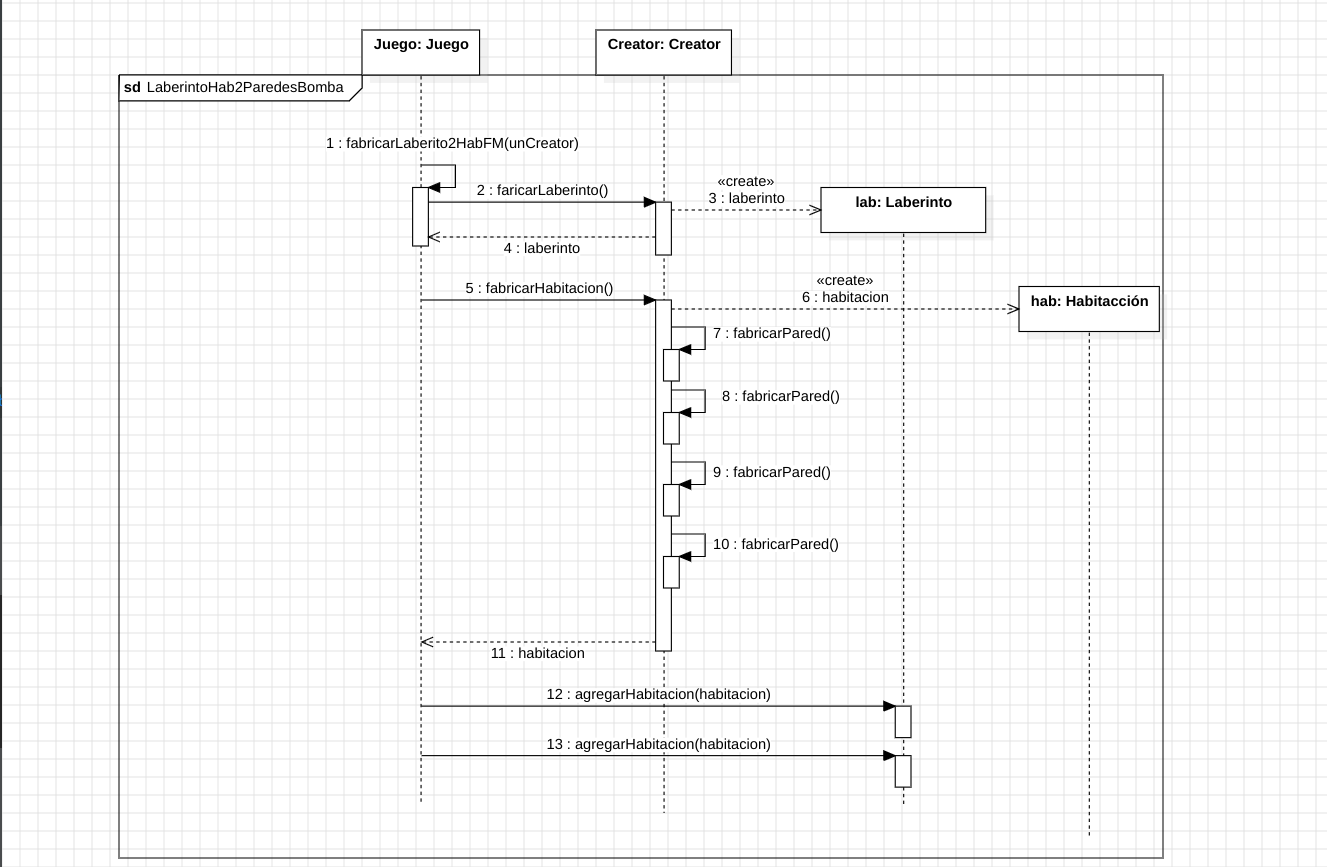 Juego: Juego
Creator: Creator
sd LaberintoHab2ParedesBomba
1 : fabricarLaberito2HabFM(unCreator)
2 : faricarLaberinto()
«create»
3 : laberinto
lab: Laberinto
4 : laberinto
5 : fabricarHabitacion()
«create»
6 : habitacion
hab: Habitacción
7 : fabricarPared()
8 : fabricarPared()
9 : fabricarPared()
10 : fabricarPared()
11 : habitacion
12 : agregarHabitacion(habitacion)
13 : agregarHabitacion(habitacion)